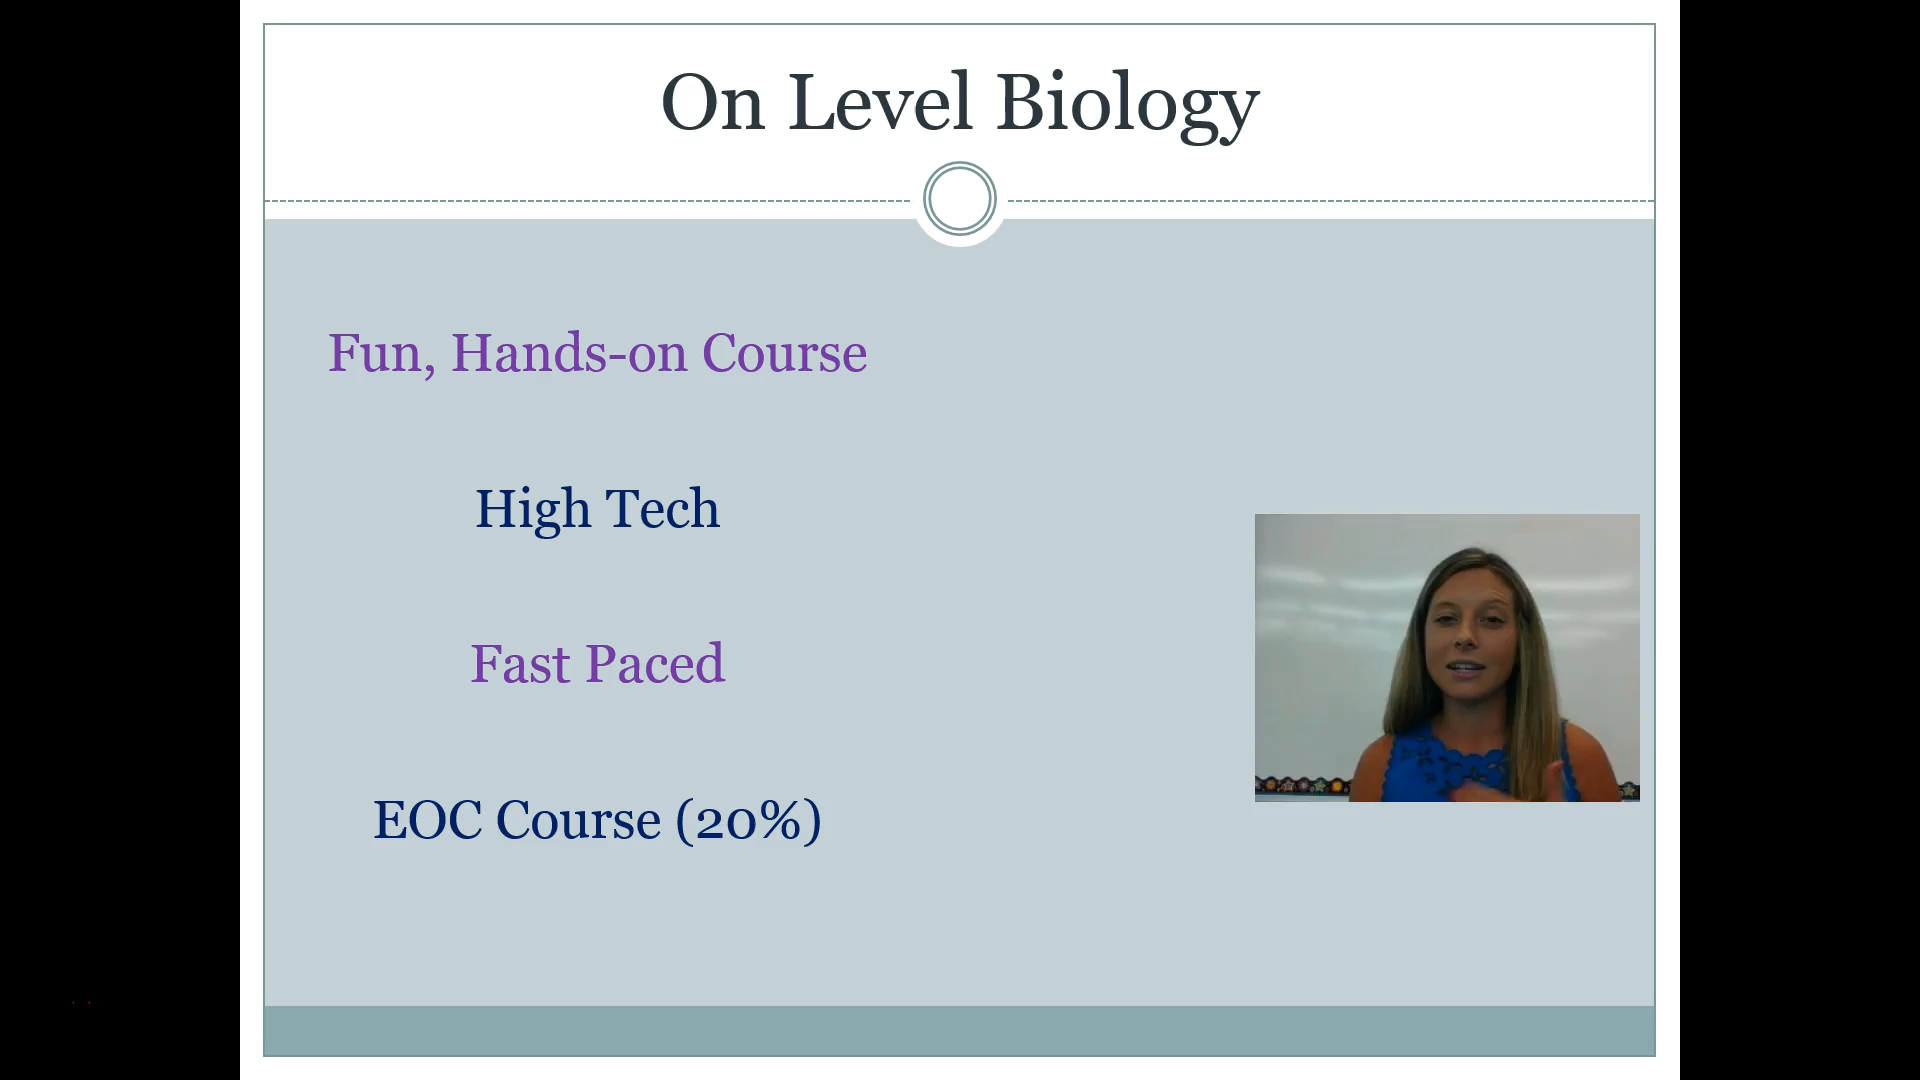 On Level Biology
Fun, Hands-on Course
High Tech
Fast Paced
EOC Course (20%)